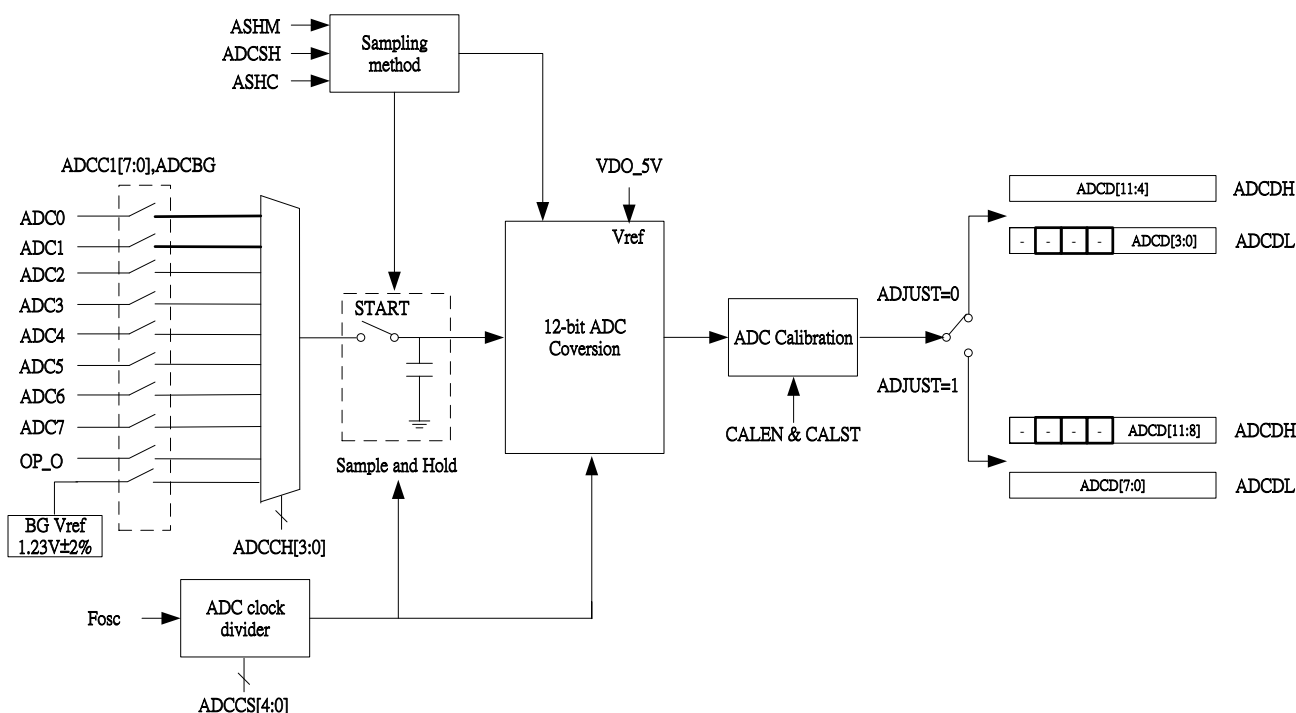 ASHM
ADCSH
ASHC
Sampling
method
ADCC1[7:0],ADCBG
VDO_5V
Vref
ADC0
ADC1
ADC2
ADC3
ADC4
ADC5
ADC6
ADC7
OP_O
BG Vref
1.23V±2%
ADCCH[3:0]
START
Sample and Hold
12-bit ADC
Coversion
ADC Calibration
CALEN & CALST
ADJUST=0
ADJUST=1
ADCD[11:4] ADCDH
- - - - ADCD[3:0] ADCDL
- - - - ADCD[11:8] ADCDH
ADCD[7:0] ADCDL
Fosc
ADC clock
divider
ADCCS[4:0]